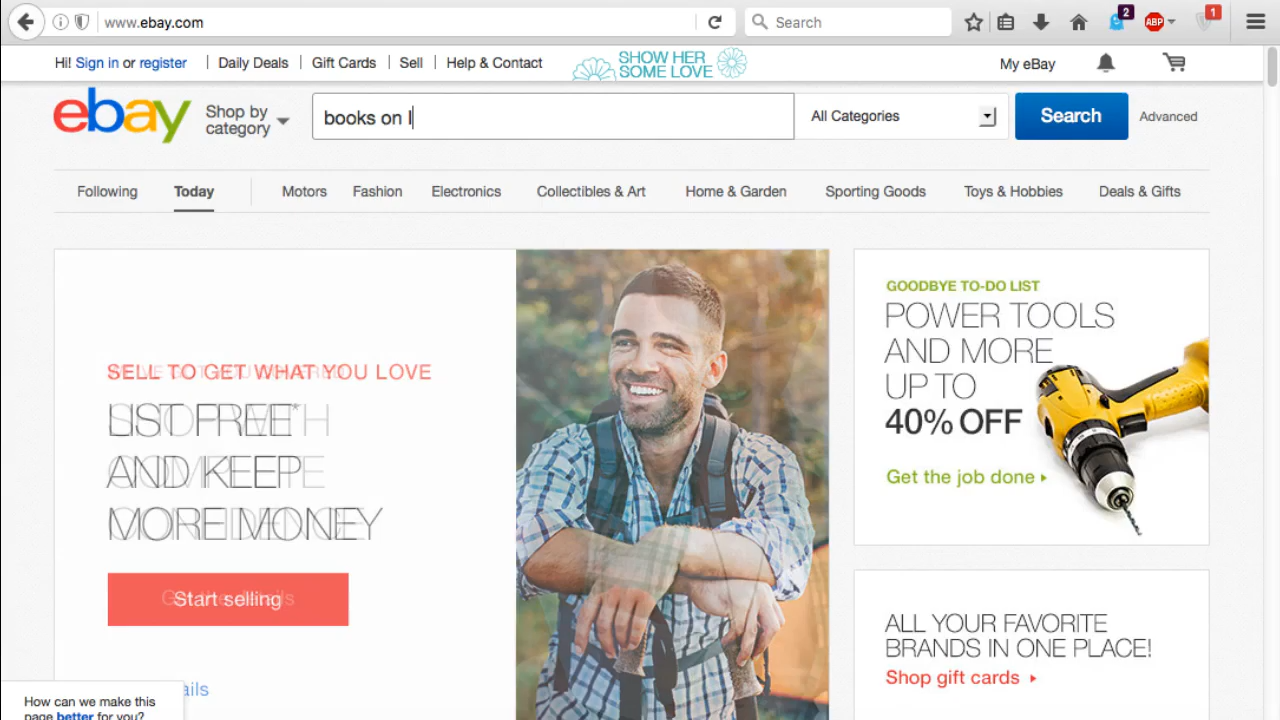 www.ebay.com
Search
2
ABP
1
Hi! Sign in or register
Daily Deals
Gift Cards
Sell
Help & Contact
SHOW HER
SOME LOVE
My eBay
ebay
Shop by
category
books on l
All Categories
Search
Advanced
Following
Today
Motors
Fashion
Electronics
Collectibles & Art
Home & Garden
Sporting Goods
Toys & Hobbies
Deals & Gifts
SELL TO GET WHAT YOU LOVE
LIST FREE*
AND KEEP
MORE MONEY
Start selling
ails
GOODBYE TO-DO LIST
POWER TOOLS
AND MORE
UP TO
40% OFF
Get the job done
ALL YOUR FAVORITE
BRANDS IN ONE PLACE!
Shop gift cards
How can we make this
page better for you?